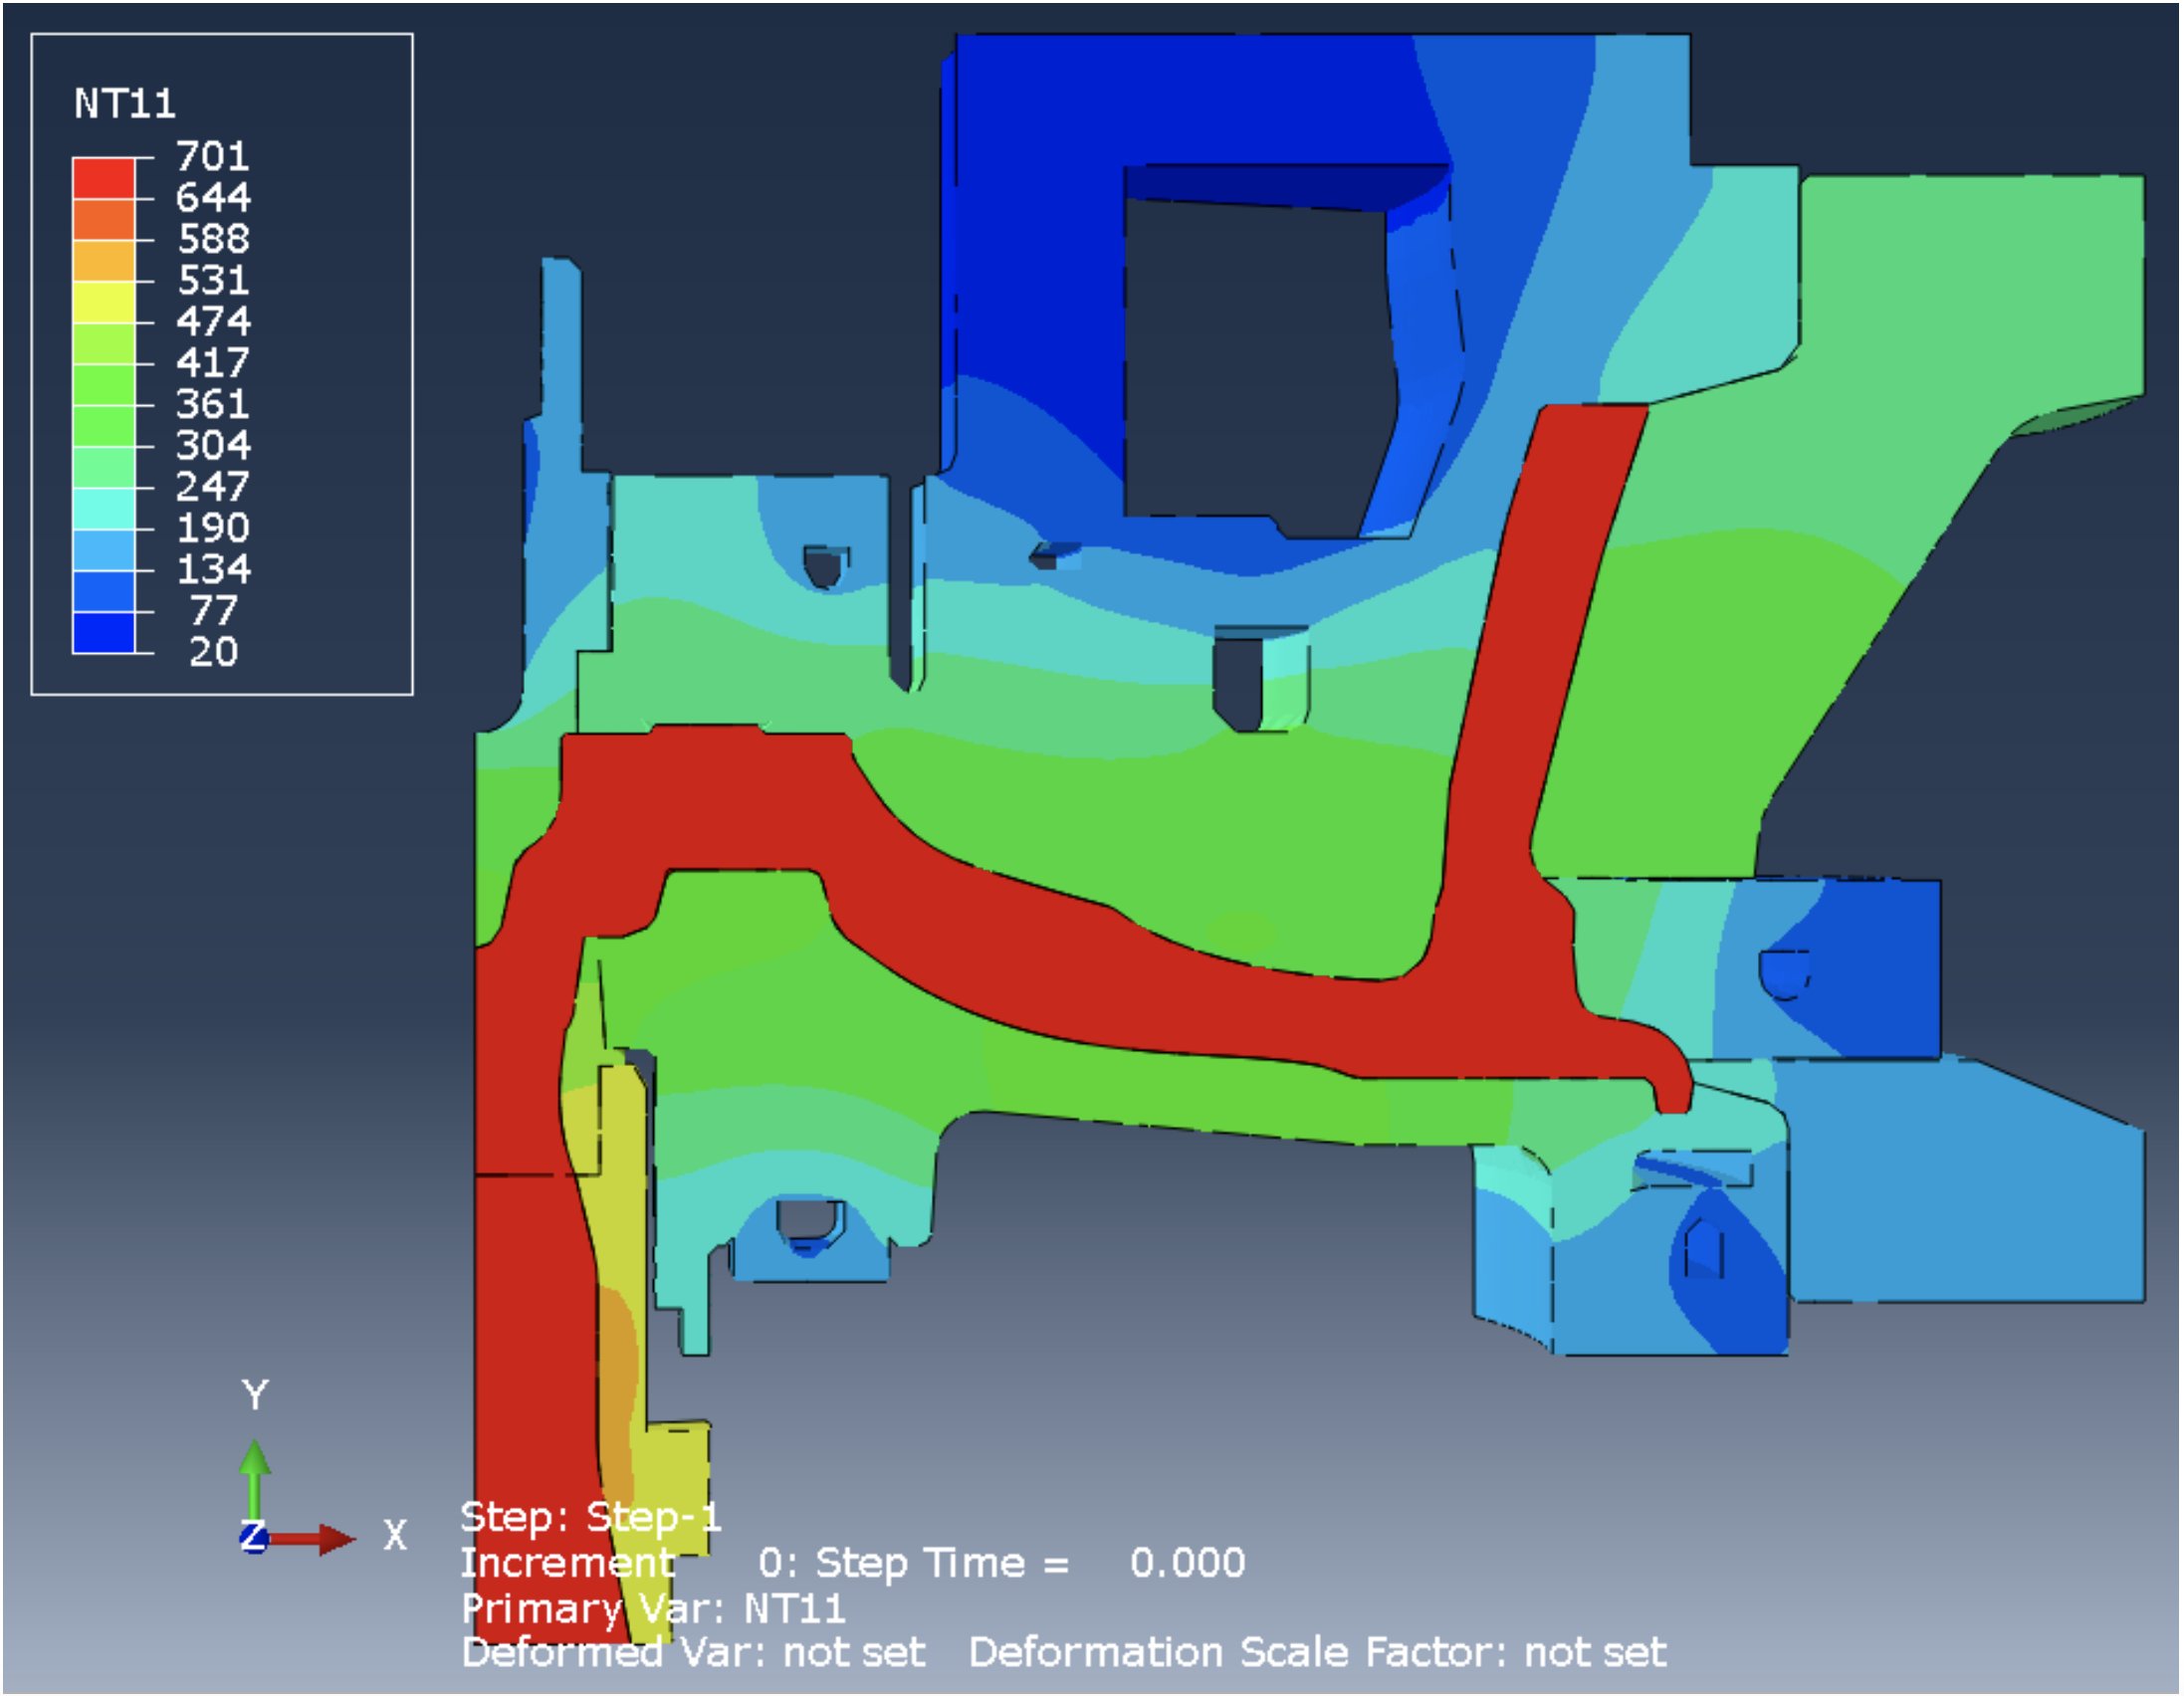 NT11
701
644
588
531
474
417
361
304
247
190
134
77
20
Y
Z X
Step: Step-1
Increment 0: Step Time = 0.000
Primary Var: NT11
Deformed Var: not set Deformation Scale Factor: not set